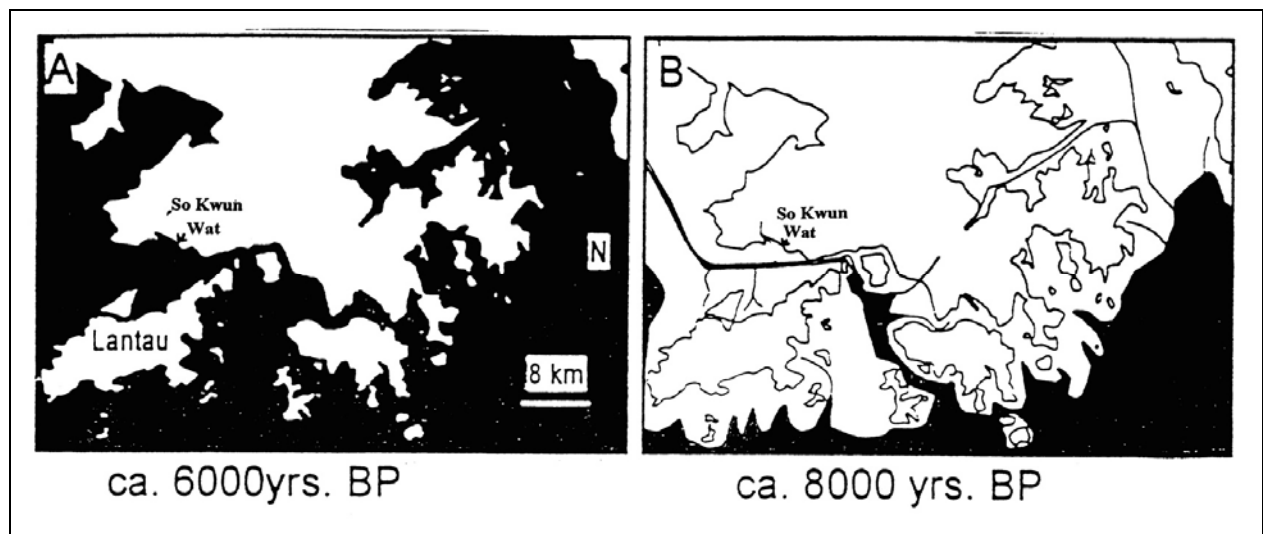 A
So Kwun
Wat
N
Lantau
8 km
ca. 6000yrs. BP
B
So Kwun
Wat
ca. 8000 yrs. BP